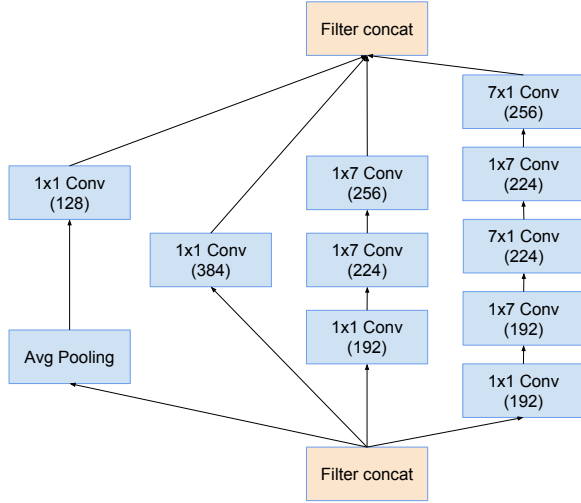 Filter concat
7x1 Conv
(256)
1x7 Conv
(256)
1x7 Conv
(224)
1x1 Conv
(128)
1x1 Conv
(384)
1x7 Conv
(224)
7x1 Conv
(224)
1x1 Conv
(192)
1x7 Conv
(192)
Avg Pooling
1x1 Conv
(192)
Filter concat